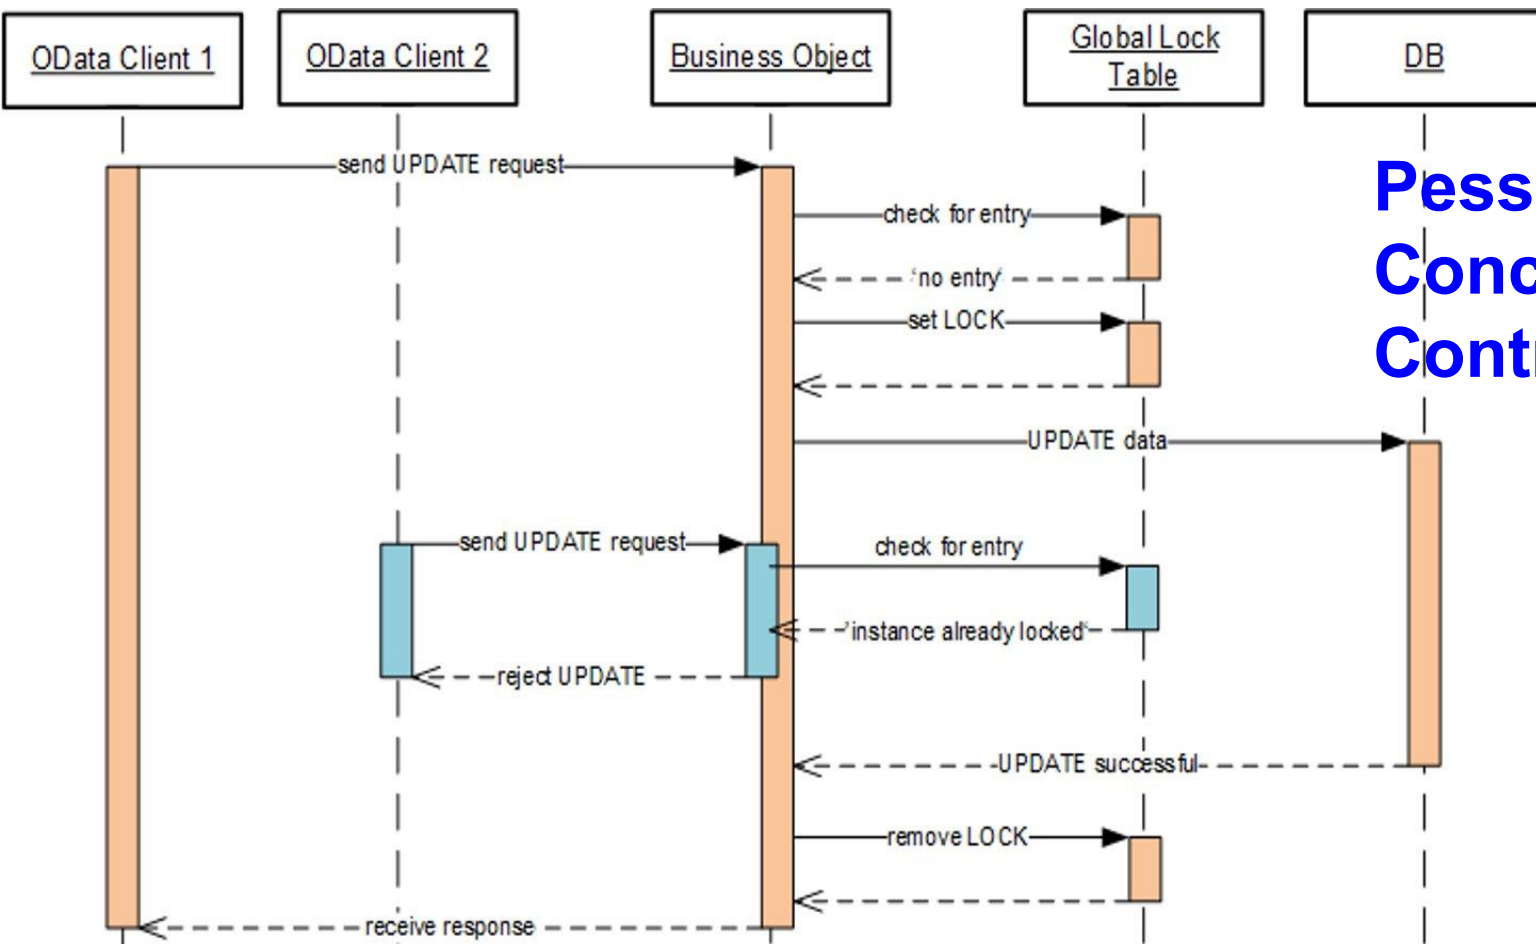 OData Client 1
OData Client 2
Business Object
Global Lock
Table
DB
send UPDATE request
Pess
check for entry
Conc
'no entry'
set LOCK
Cont
UPDATE data
send UPDATE request
check for entry
'instance already locked'
reject UPDATE
UPDATE successful
remove LOCK
receive response